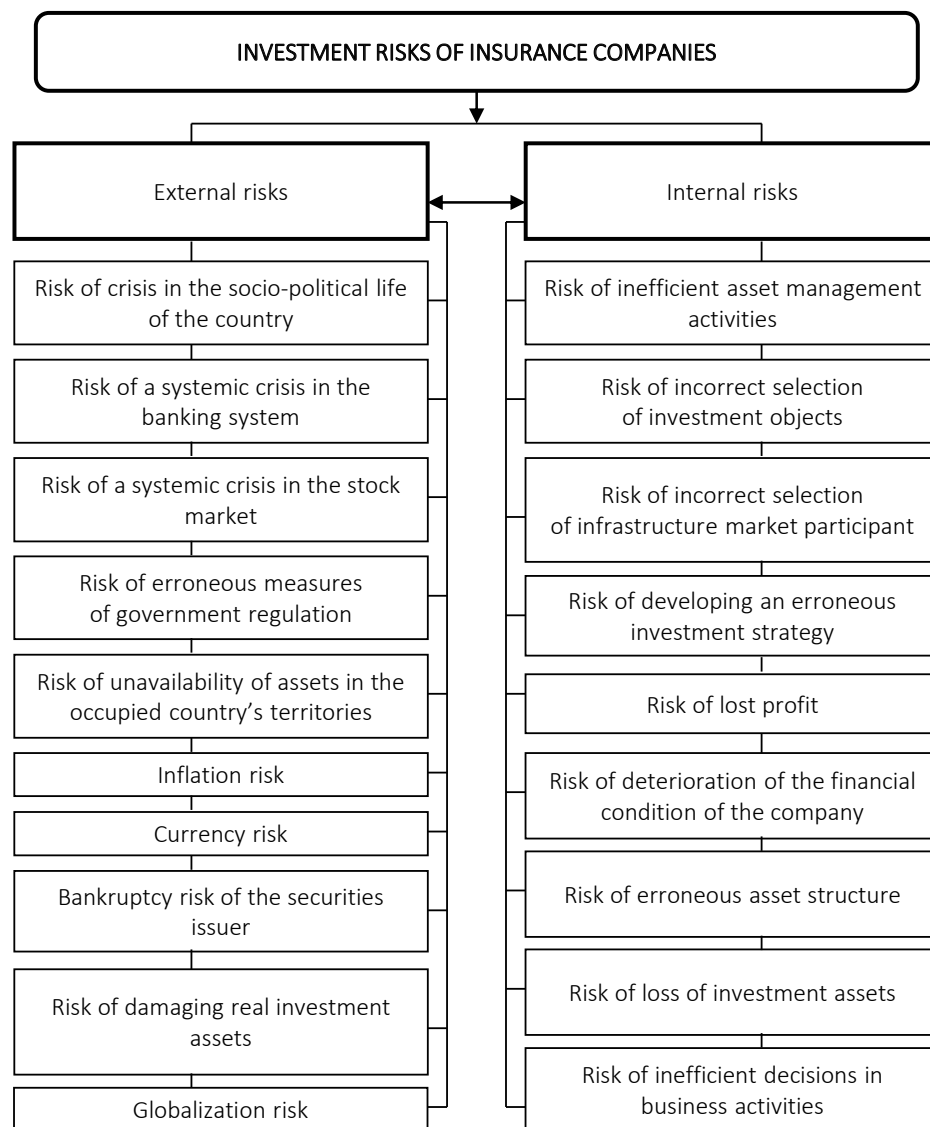 INVESTMENT RISKS OF INSURANCE COMPANIES
External risks
Risk of crisis in the socio-political life
of the country
Risk of a systemic crisis in the
banking system
Risk of a systemic crisis in the stock
market
Risk of erroneous measures
of government regulation
Risk of unavailability of assets in the
occupied country’s territories
Inflation risk
Currency risk
Bankruptcy risk of the securities
issuer
Risk of damaging real investment
assets
Globalization risk
Internal risks
Risk of inefficient asset management
activities
Risk of incorrect selection
of investment objects
Risk of incorrect selection
of infrastructure market participant
Risk of developing an erroneous
investment strategy
Risk of lost profit
Risk of deterioration of the financial
condition of the company
Risk of erroneous asset structure
Risk of loss of investment assets
Risk of inefficient decisions in
business activities